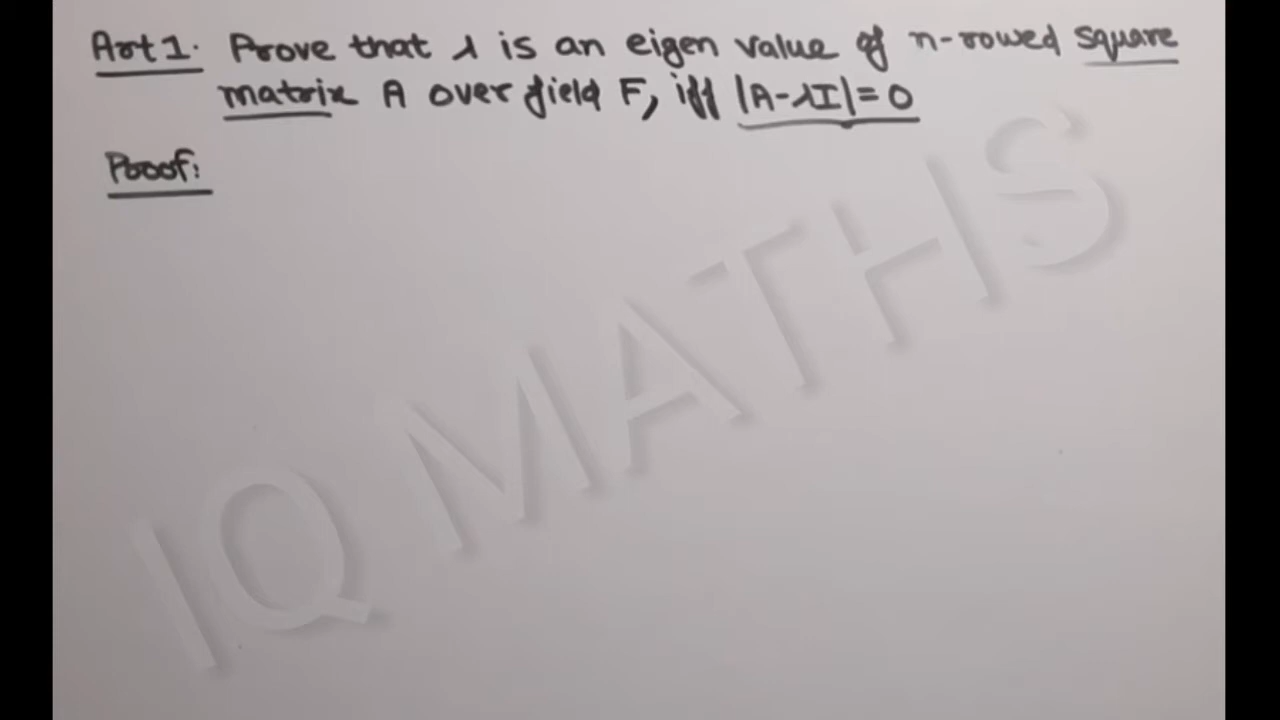 Art 1. Prove that λ is an eigen value of n-rowed square
matrix A over field F, iff |A-λI|= 0
Proof:
IQ MATHS